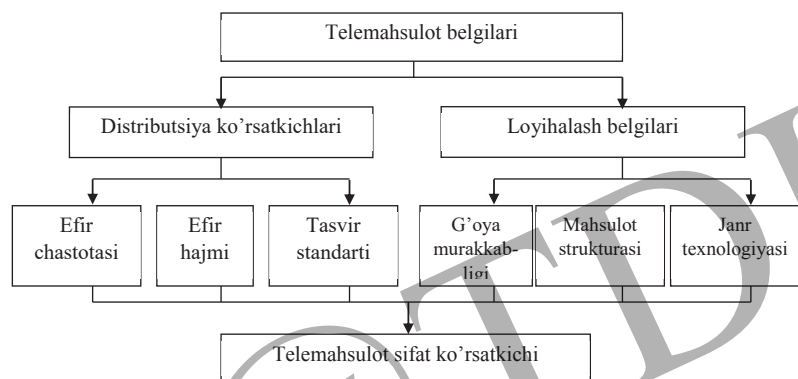 Telemahsulot belgilari
Distributsiya ko'rsatkichlari
Loyihalash belgilari
Efir
chastotasi
Efir
hajmi
Tasvir
standarti
G'oya
murakkab-
ligi
Mahsulot
strukturasi
Janr
texnologiyasi
Telemahsulot sifat ko'rsatkichi